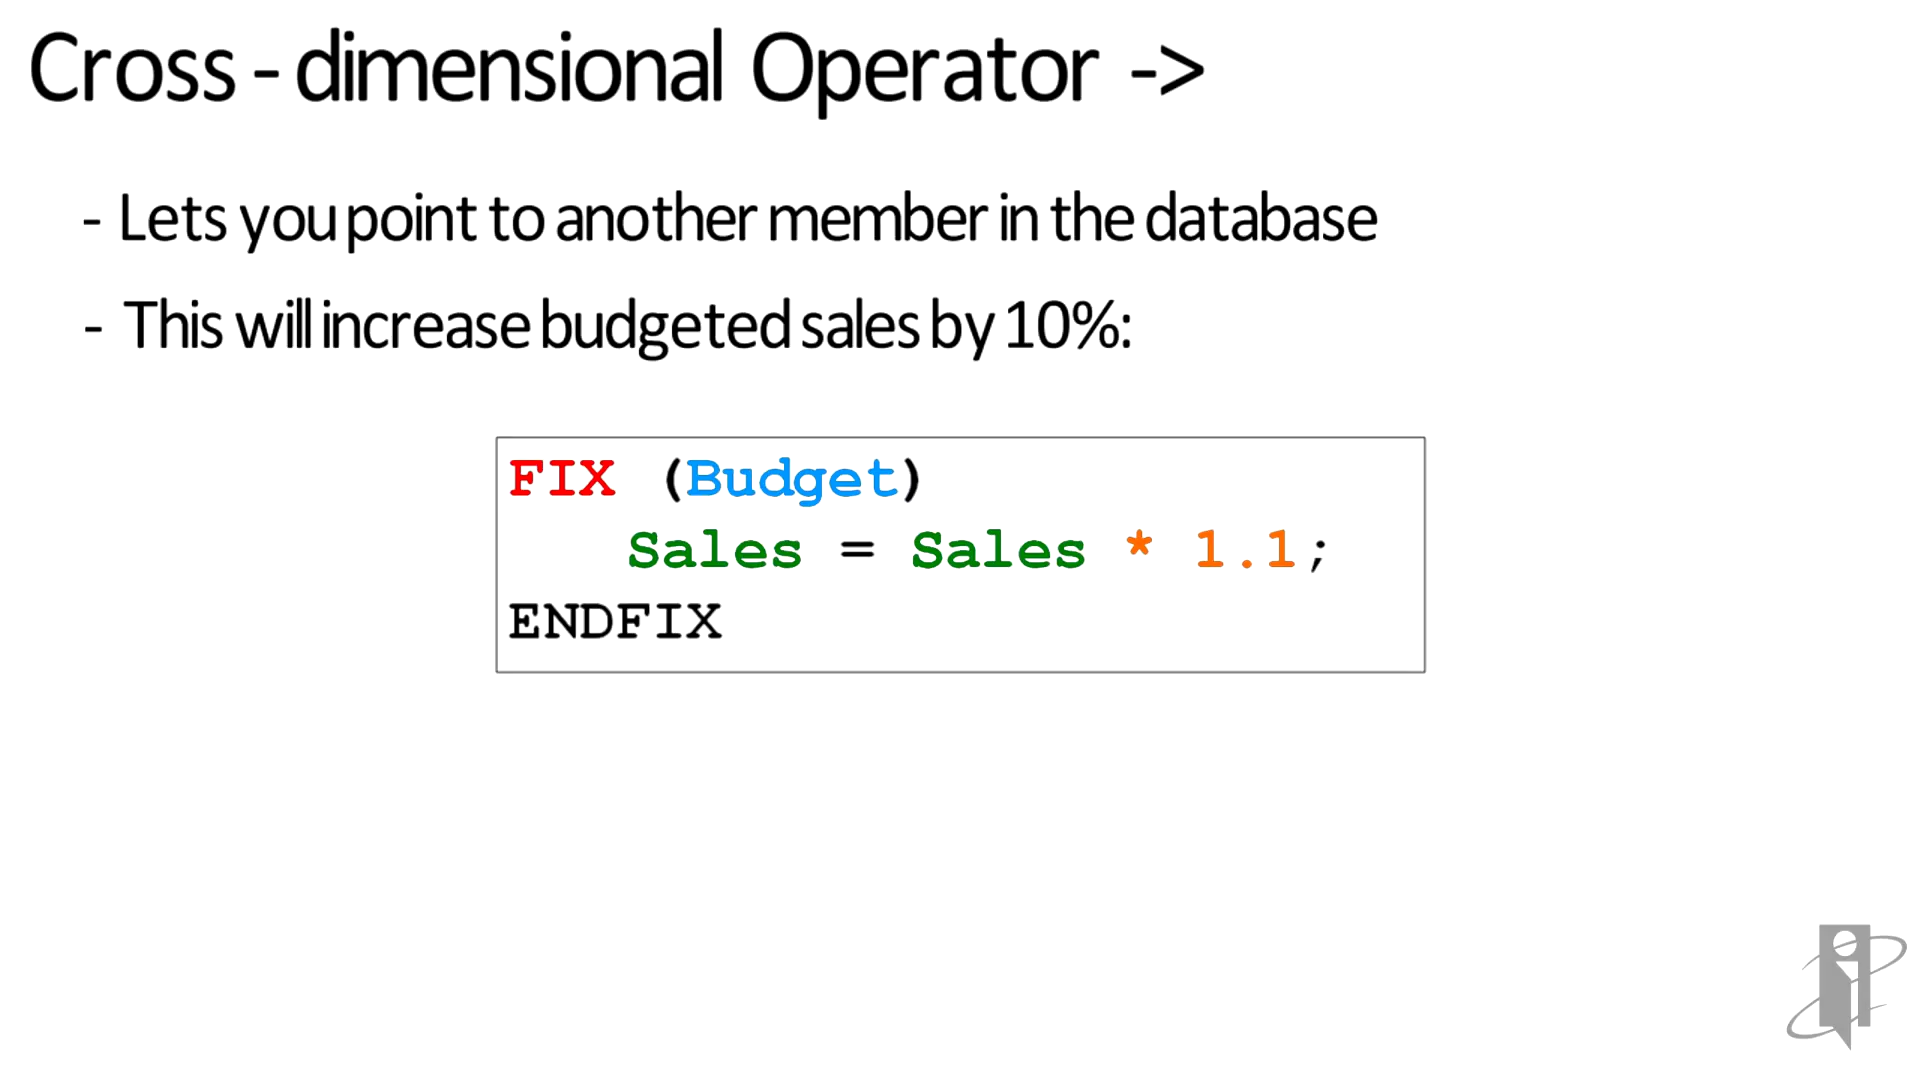 Cross - dimensional Operator ->
- Lets you point to another member in the database
- This will increase budgeted sales by 10%:
FIX (Budget)
Sales = Sales * 1.1;
ENDFIX